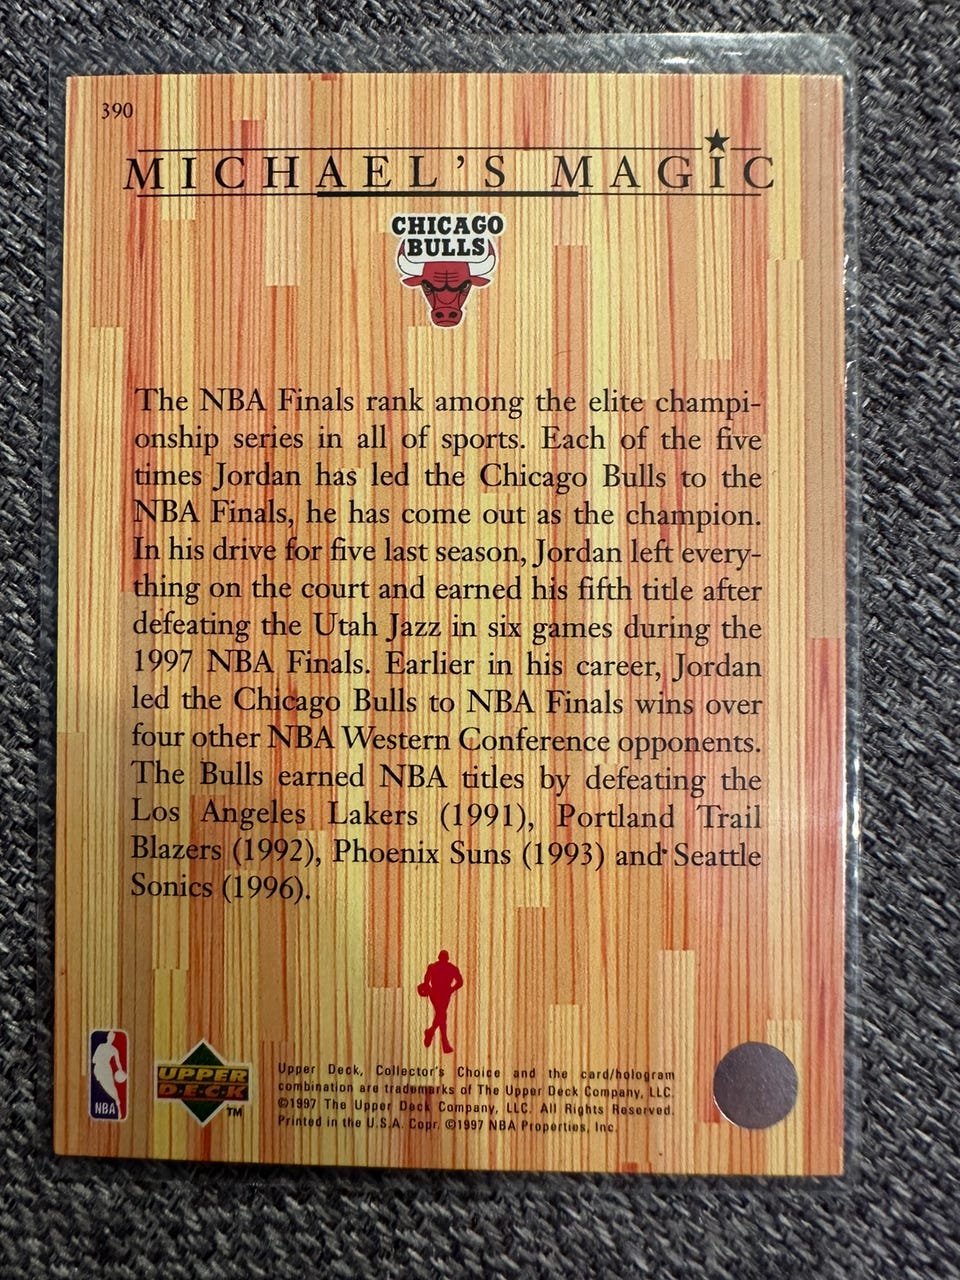 390
MICHAEL'S MAGIC
CHICAGO
BULLS
The NBA Finals rank among the elite champi-
onship series in all of sports. Each of the five
times Jordan has led the Chicago Bulls to the
NBA Finals, he has come out as the champion.
In his drive for five last season, Jordan left every-
thing on the court and earned his fifth title after
defeating the Utah Jazz in six games during the
1997 NBA Finals. Earlier in his career, Jordan
led the Chicago Bulls to NBA Finals wins over
four other NBA Western Conference opponents.
The Bulls earned NBA titles by defeating the
Los Angeles Lakers (1991), Portland Trail
Blazers (1992), Phoenix Suns (1993) and Seattle
Sonics (1996).
NBA
UPPER
DECK
TM
Upper Deck, Collector's Choice and the card/hologram
combination are trademarks of The Upper Deck Company, LLC.
©1997 The Upper Deck Company, LLC. All Rights Reserved.
Printed in the U.S.A. Copr. ©1997 NBA Properties, Inc.